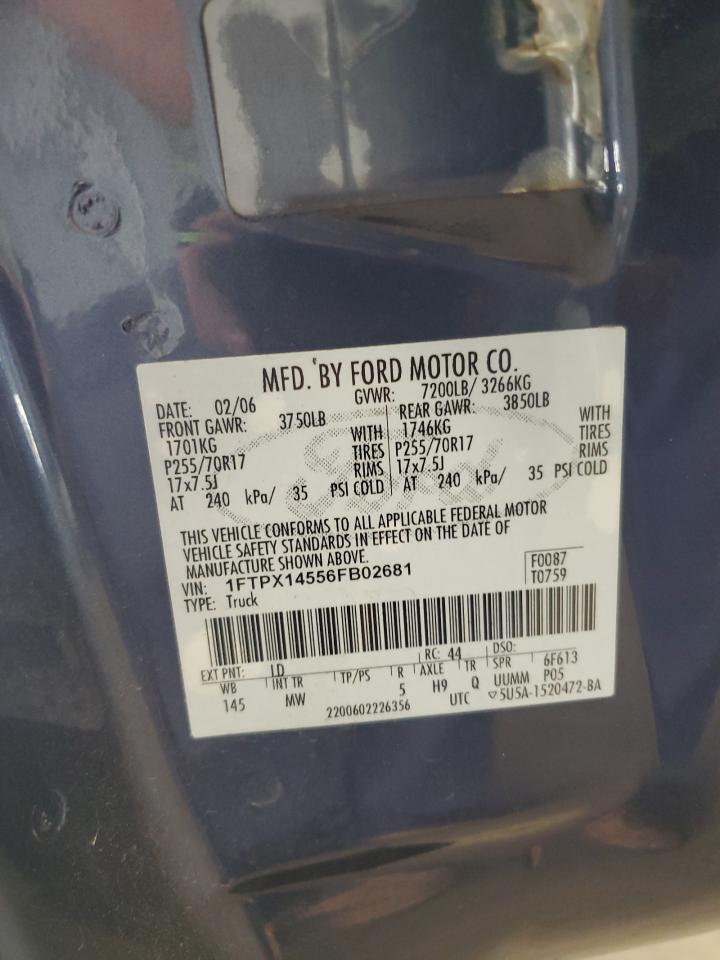 MFD. BY FORD MOTOR CO.
DATE: 02/06 GVWR: 7200LB/ 3266KG
FRONT GAWR: 3750LB REAR GAWR: 3850LB
1701KG WITH 1746KG WITH
P255/70R17 TIRES P255/70R17 TIRES
17x7.5J RIMS 17x7.5J RIMS
AT 240 kPa/ 35 PSI COLD AT 240 kPa/ 35 PSI COLD
THIS VEHICLE CONFORMS TO ALL APPLICABLE FEDERAL MOTOR
VEHICLE SAFETY STANDARDS IN EFFECT ON THE DATE OF
MANUFACTURE SHOWN ABOVE.
VIN: 1FTPX14556FB02681 F0087
TYPE: Truck T0759
EXT PNT: LD RC: 44 DSO:
WB INT TR TP/PS R AXLE TR SPR 6F613
145 MW 5 H9 Q UUMM P05
2200602226356 UTC 5U5A-1520472-BA
Ford